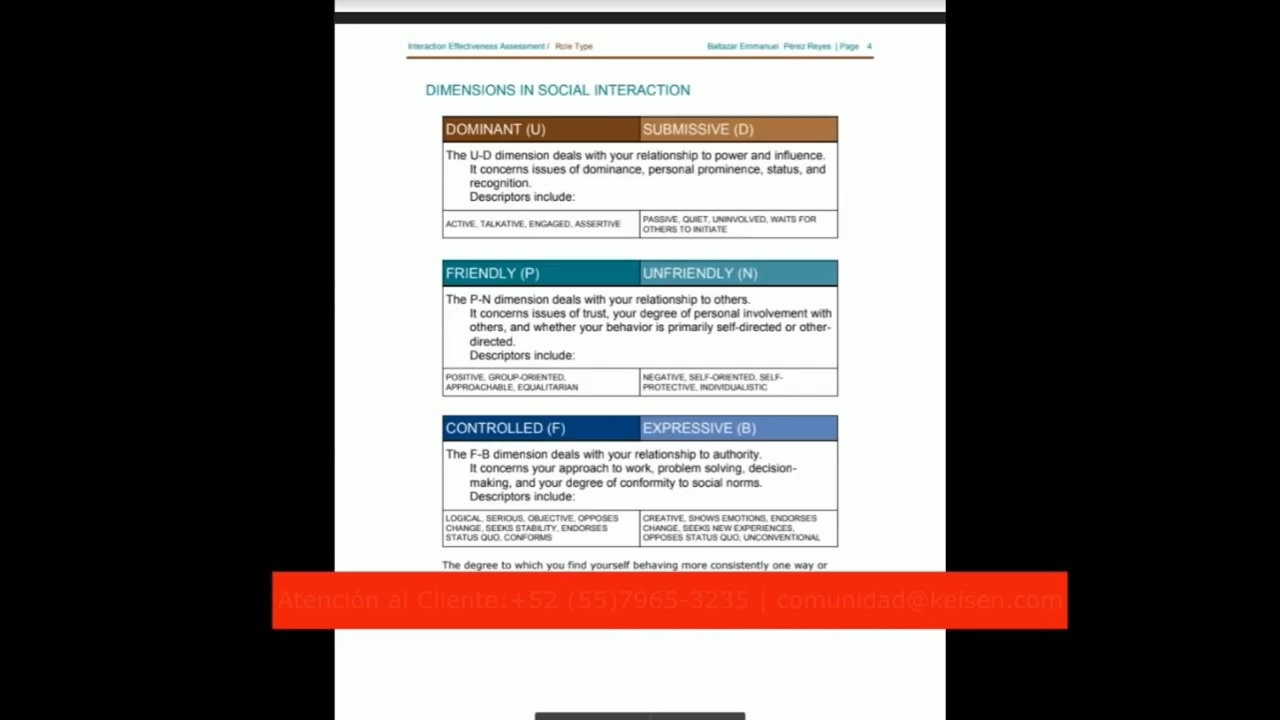 Interaction Effectiveness Assessment / Role Type
Baltazar Emmanuel Pérez Reyes | Page 4
DIMENSIONS IN SOCIAL INTERACTION
DOMINANT (U)
SUBMISSIVE (D)
The U-D dimension deals with your relationship to power and influence.
It concerns issues of dominance, personal prominence, status, and
recognition.
Descriptors include:
ACTIVE, TALKATIVE, ENGAGED, ASSERTIVE
PASSIVE, QUIET, UNINVOLVED, WAITS FOR
OTHERS TO INITIATE
FRIENDLY (P)
UNFRIENDLY (N)
The P-N dimension deals with your relationship to others.
It concerns issues of trust, your degree of personal involvement with
others, and whether your behavior is primarily self-directed or other-
directed.
Descriptors include:
POSITIVE, GROUP-ORIENTED,
APPROACHABLE, EQUALITARIAN
NEGATIVE, SELF-ORIENTED, SELF-
PROTECTIVE, INDIVIDUALISTIC
CONTROLLED (F)
EXPRESSIVE (B)
The F-B dimension deals with your relationship to authority.
It concerns your approach to work, problem solving, decision-
making, and your degree of conformity to social norms.
Descriptors include:
LOGICAL, SERIOUS, OBJECTIVE, OPPOSES
CHANGE, SEEKS STABILITY, ENDORSES
STATUS QUO, CONFORMS
CREATIVE, SHOWS EMOTIONS, ENDORSES
CHANGE, SEEKS NEW EXPERIENCES,
OPPOSES STATUS QUO, UNCONVENTIONAL
The degree to which you find yourself behaving more consistently one way or
Atención al Cliente:+52 (55)7965-3235 | comunidad@keisen.com